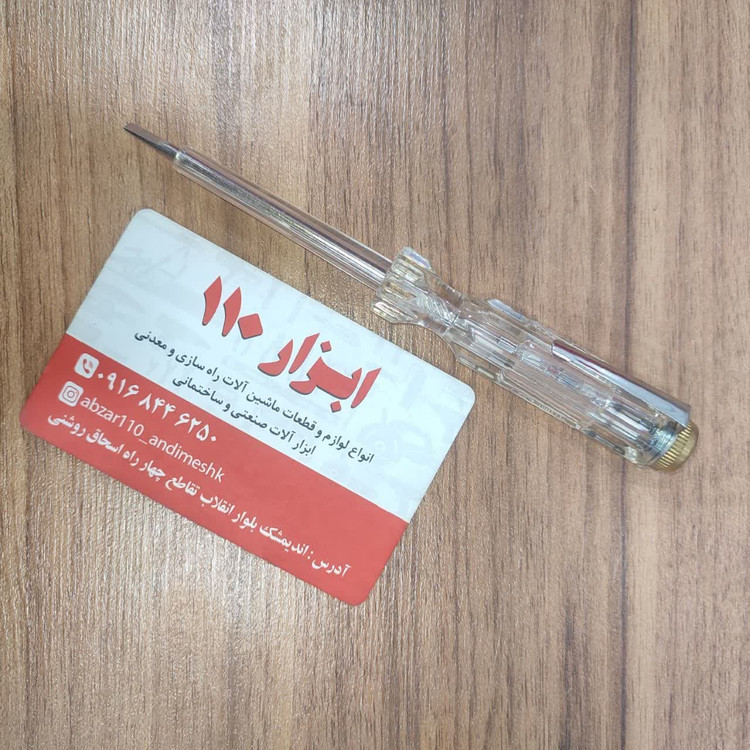 ابزار ۱۱۰
انواع لوازم و قطعات ماشین آلات راه سازی و معدنی
ابزار آلات صنعتی و ساختمانی
۰۹۱۶ ۸۴۴ ۶۲۵۰
abzar110_andimeshk
آدرس : اندیمشک بلوار انقلاب تقاطع چهار راه اسحاق روشنی